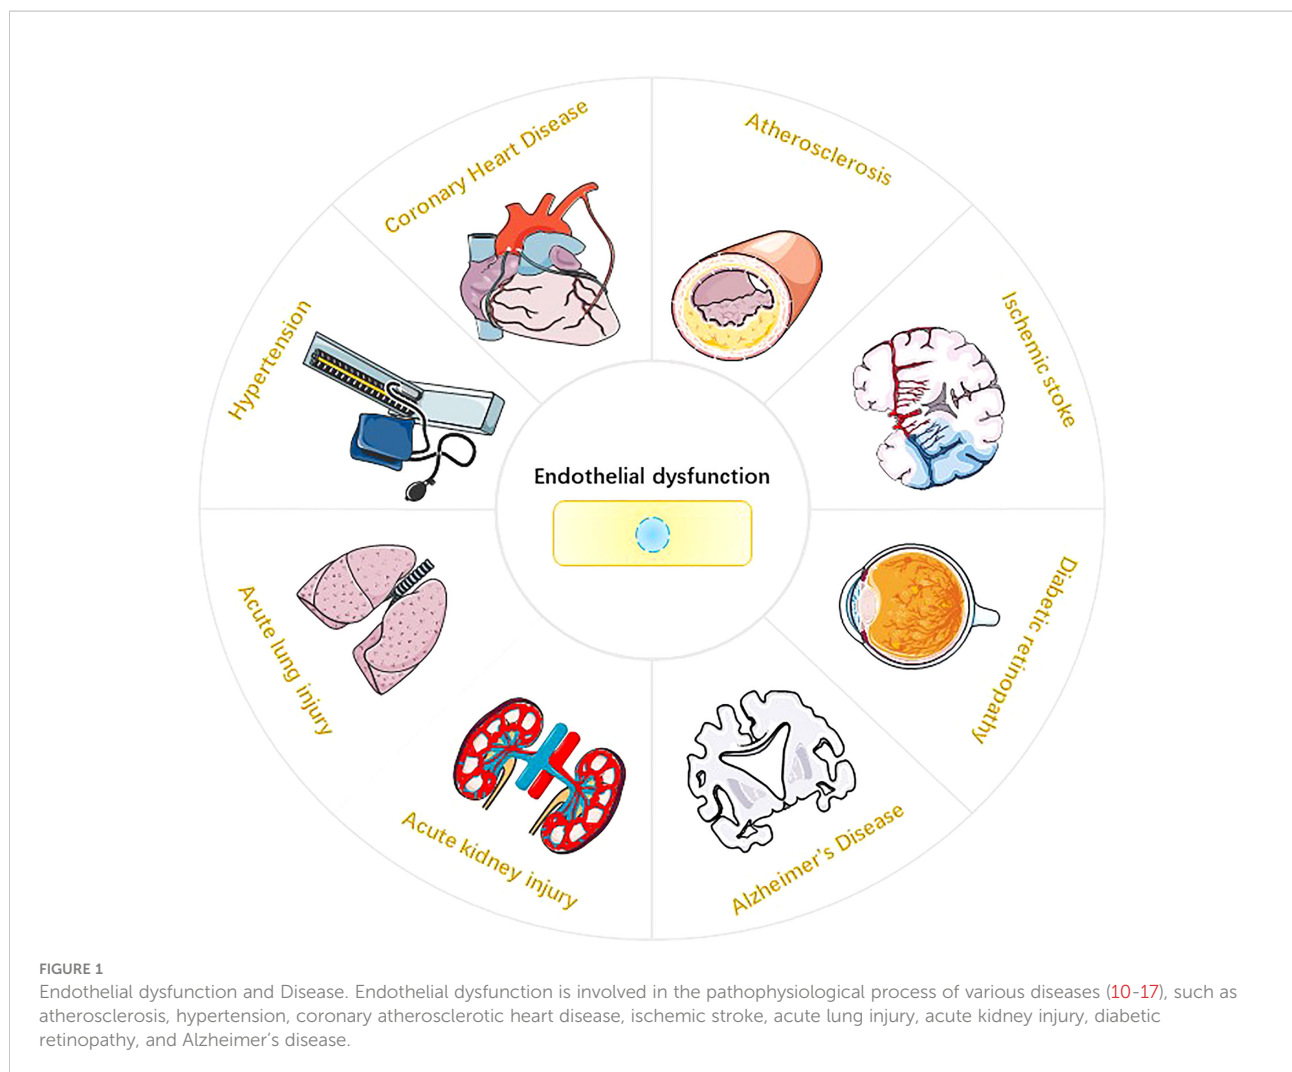 Coronary Heart Disease
Atherosclerosis
Hypertension
Ischemic stoke
Endothelial dysfunction
Acute lung injury
Diabetic retinopathy
Acute kidney injury
Alzheimer's Disease
FIGURE 1
Endothelial dysfunction and Disease. Endothelial dysfunction is involved in the pathophysiological process of various diseases (10-17), such as
atherosclerosis, hypertension, coronary atherosclerotic heart disease, ischemic stroke, acute lung injury, acute kidney injury, diabetic
retinopathy, and Alzheimer's disease.